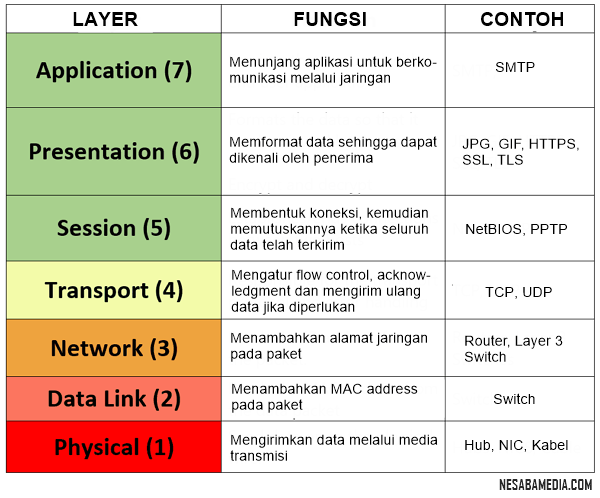 LAYER FUNGSI CONTOH
Application (7)
Menunjang aplikasi untuk berko-
munikasi melalui jaringan
SMTP
Presentation (6)
Memformat data sehingga dapat
dikenali oleh penerima
JPG, GIF, HTTPS,
SSL, TLS
Session (5)
Membentuk koneksi, kemudian
memutuskannya ketika seluruh
data telah terkirim
NetBIOS, PPTP
Transport (4)
Mengatur flow control, acknow-
ledgment dan mengirim ulang
data jika diperlukan
TCP, UDP
Network (3)
Menambahkan alamat jaringan
pada paket
Router, Layer 3
Switch
Data Link (2)
Menambahkan MAC address
pada paket
Switch
Physical (1)
Mengirimkan data melalui media
transmisi
Hub, NIC, Kabel
NESABAMEDIA.COM